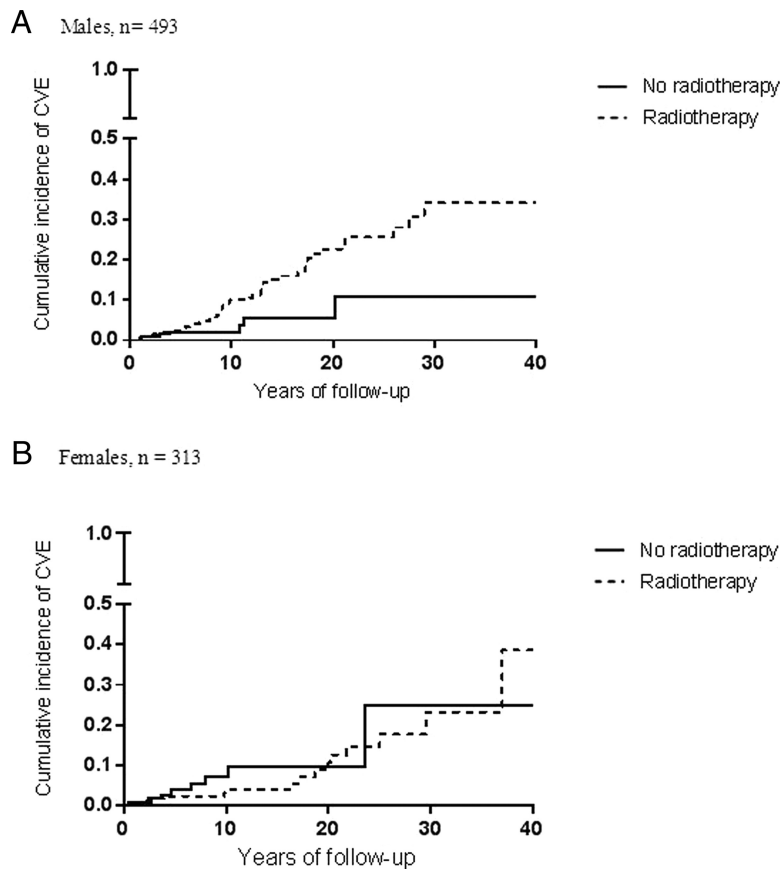 A Males, n= 493
Cumulative incidence of CVE
1.0
0.5
0.4
0.3
0.2
0.1
0.0
0 10 20 30 40
Years of follow-up
No radiotherapy
Radiotherapy
B Females, n = 313
Cumulative incidence of CVE
1.0
0.5
0.4
0.3
0.2
0.1
0.0
0 10 20 30 40
Years of follow-up
No radiotherapy
Radiotherapy